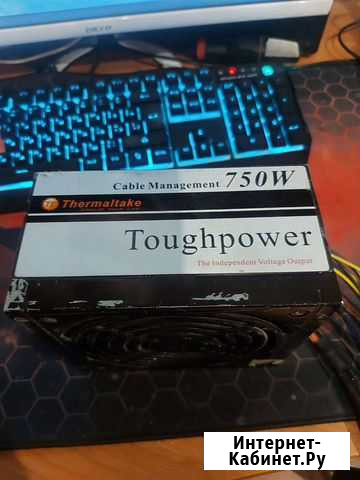 Cable Management 750W
Thermaltake
Toughpower
The Independent Voltage Output
Интернет-
Кабинет.Ру